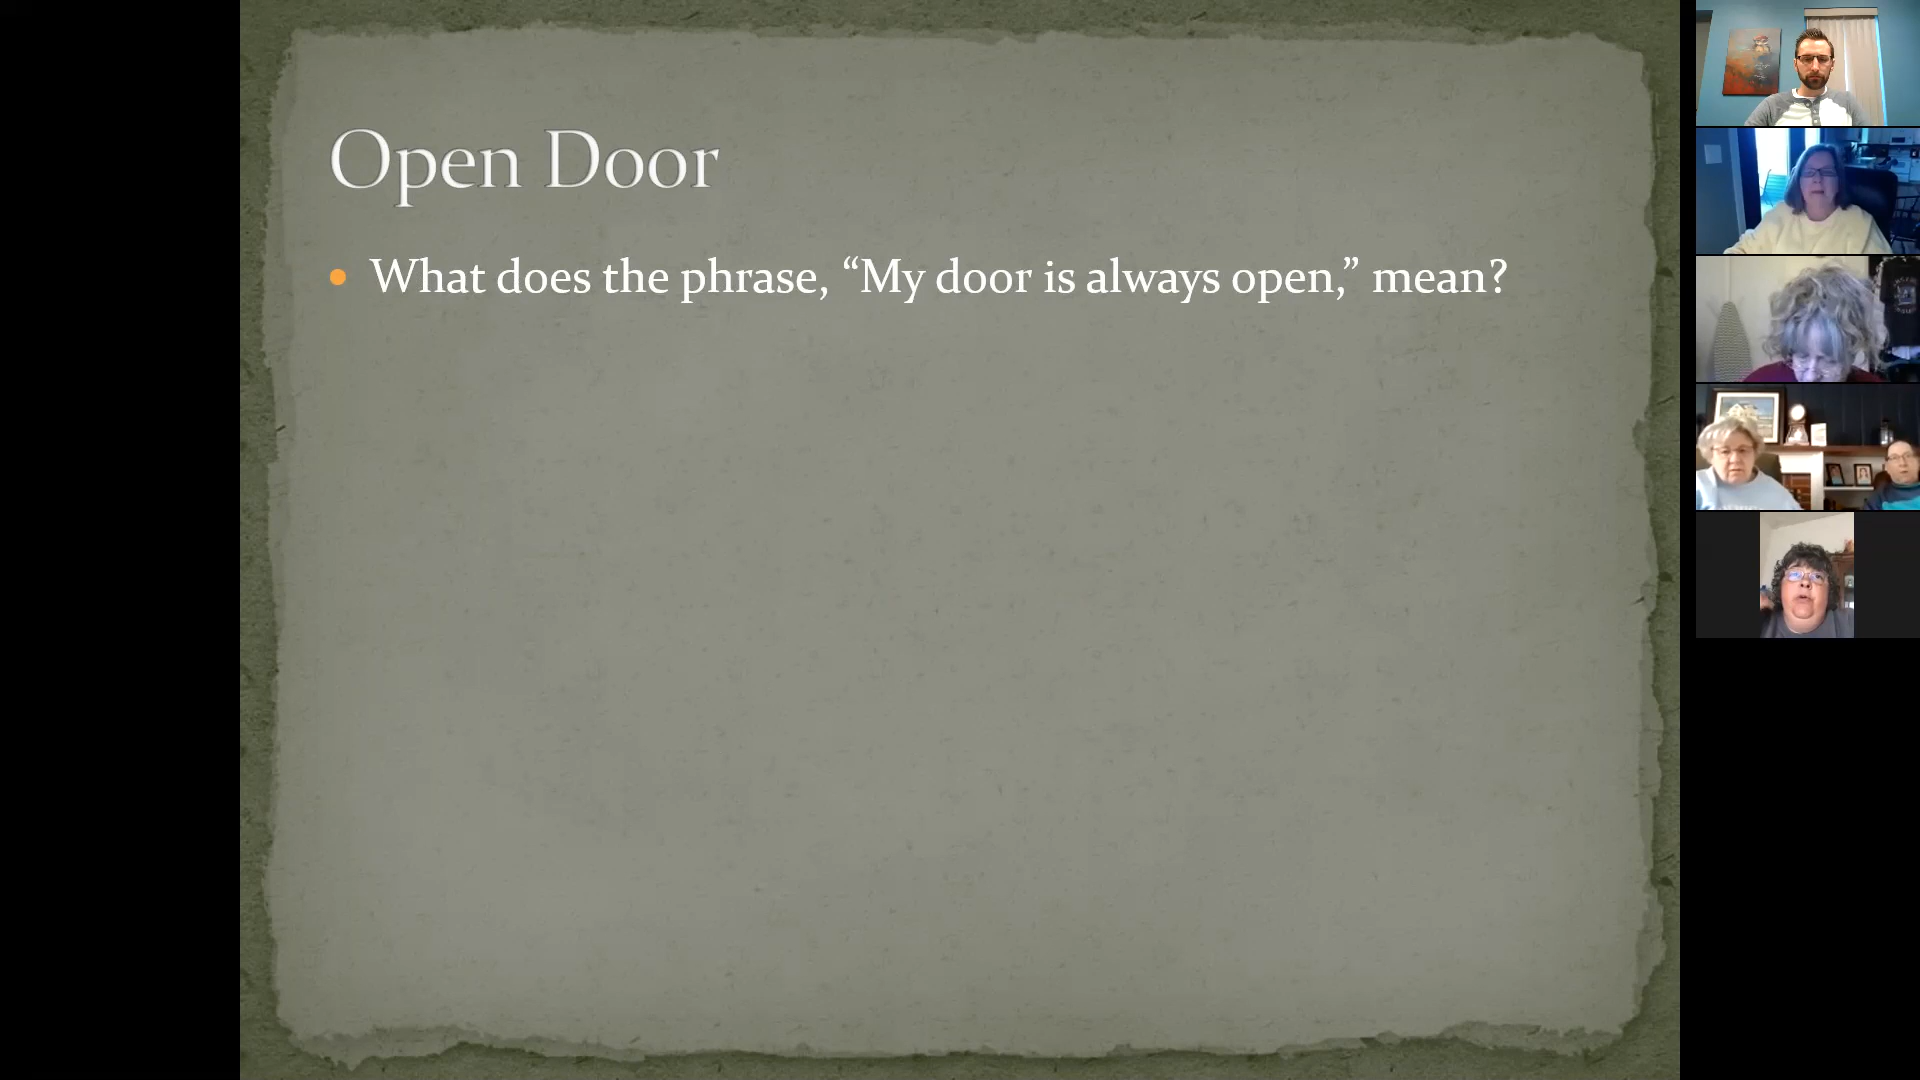 Open Door
What does the phrase, “My door is always open,” mean?